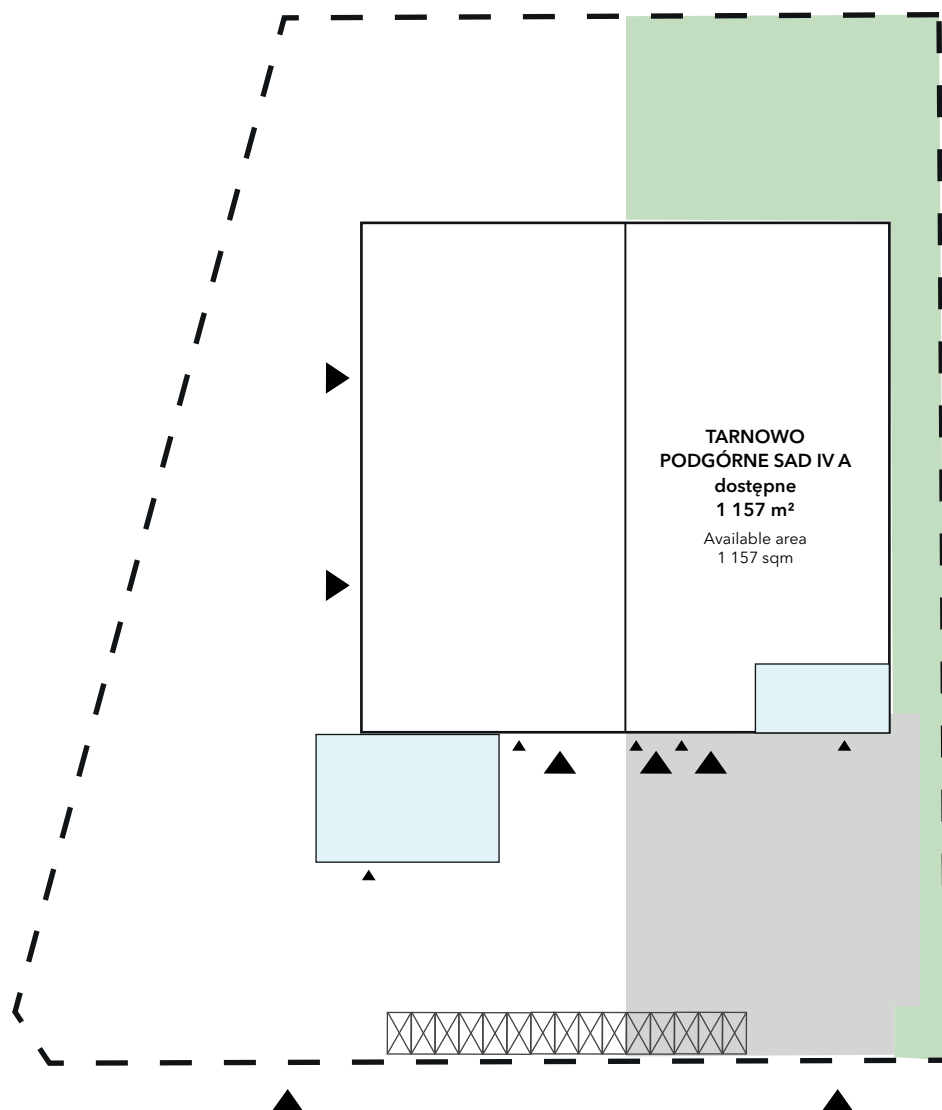 TARNOWO
PODGÓRNE SAD IV A
dostępne
1 157 m²
Available area
1 157 sqm